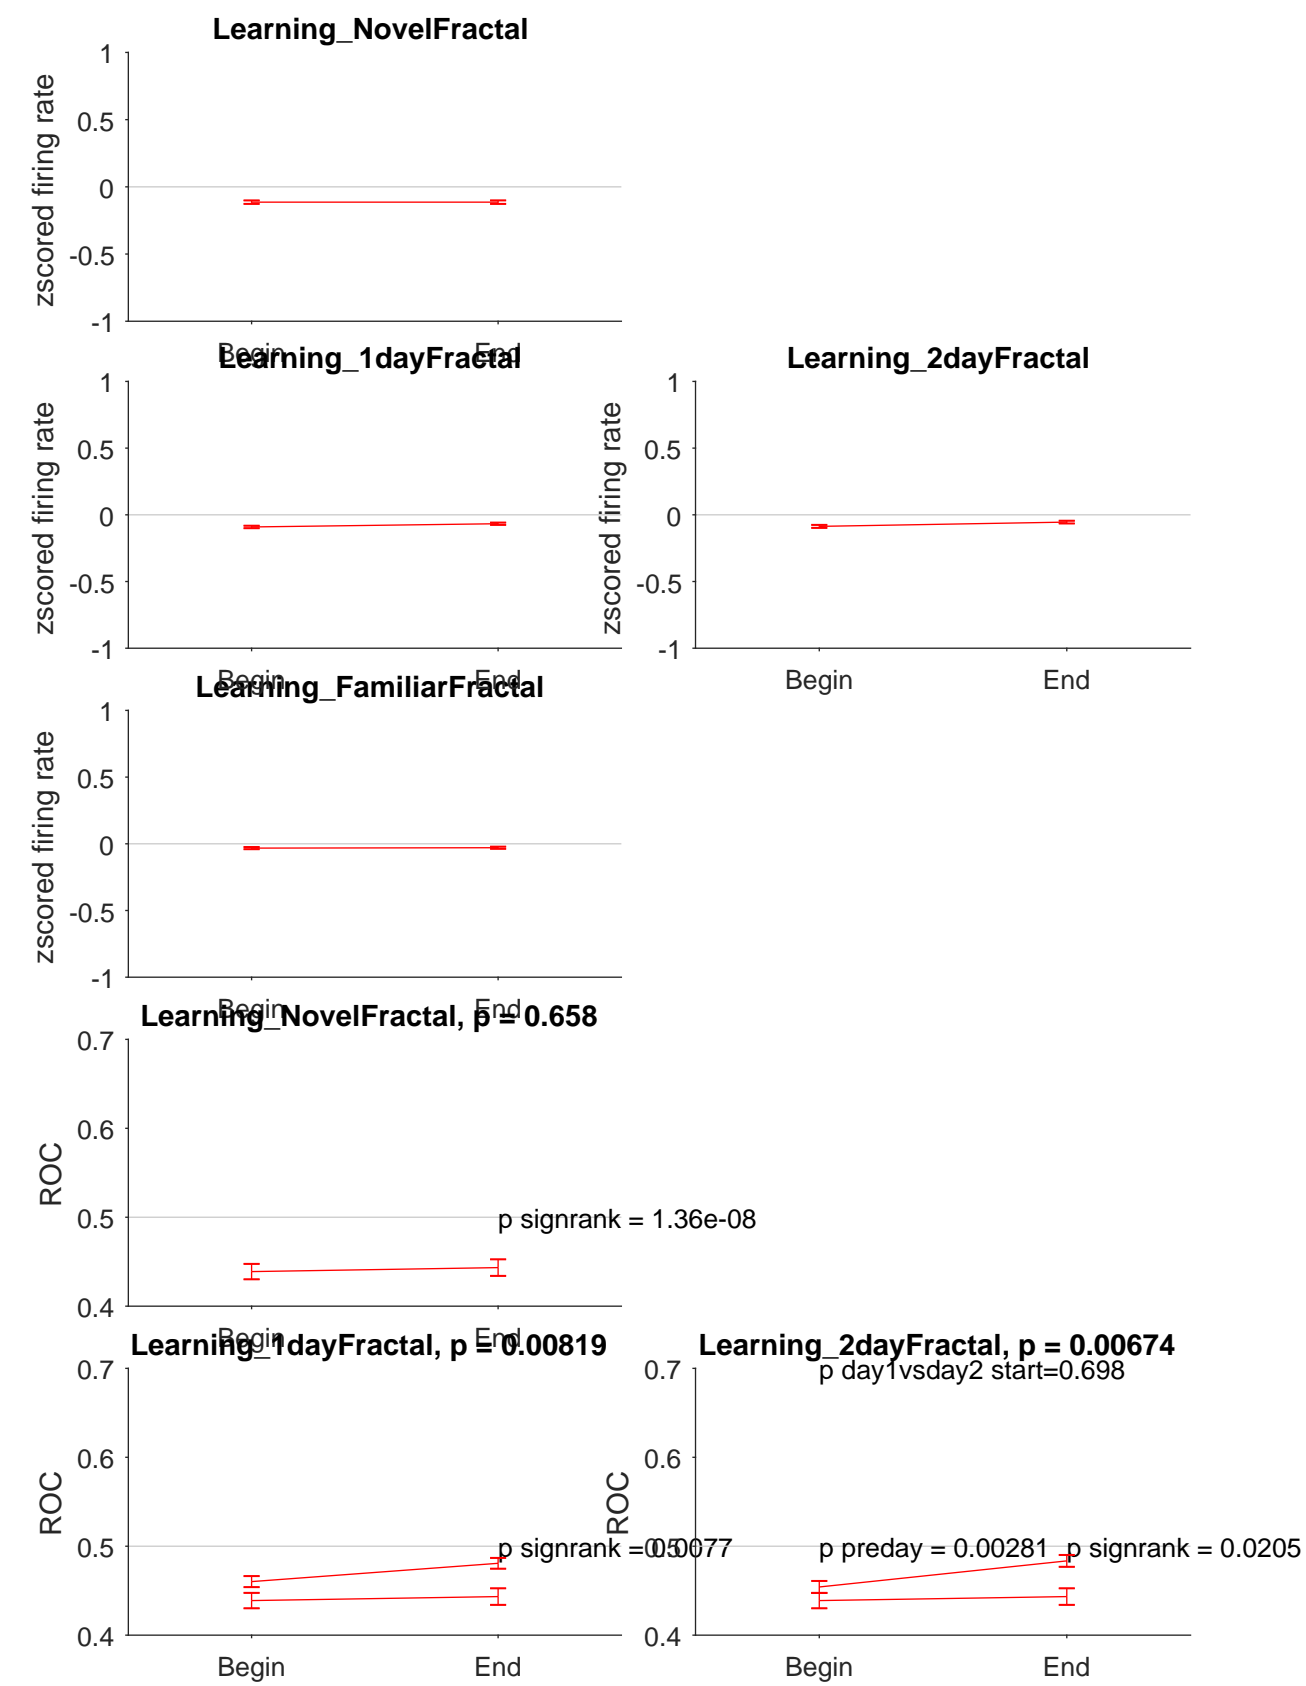 Learning_NovelFractal
zscored firing rate
1
0.5
0
-0.5
-1
Begin
End
Learning_1dayFractal
zscored firing rate
1
0.5
0
-0.5
-1
Begin
End
Learning_2dayFractal
zscored firing rate
1
0.5
0
-0.5
-1
Begin
End
Learning_FamiliarFractal
zscored firing rate
1
0.5
0
-0.5
-1
Begin
End
Learning_NovelFractal, p = 0.658
ROC
0.7
0.6
0.5
0.4
p signrank = 1.36e-08
Begin
End
Learning_1dayFractal, p = 0.00819
ROC
0.7
0.6
0.5
0.4
p signrank = 0.0077
Begin
End
Learning_2dayFractal, p = 0.00674
p day1vsday2 start=0.698
ROC
0.7
0.6
0.5
0.4
p preday = 0.00281
p signrank = 0.0205
Begin
End